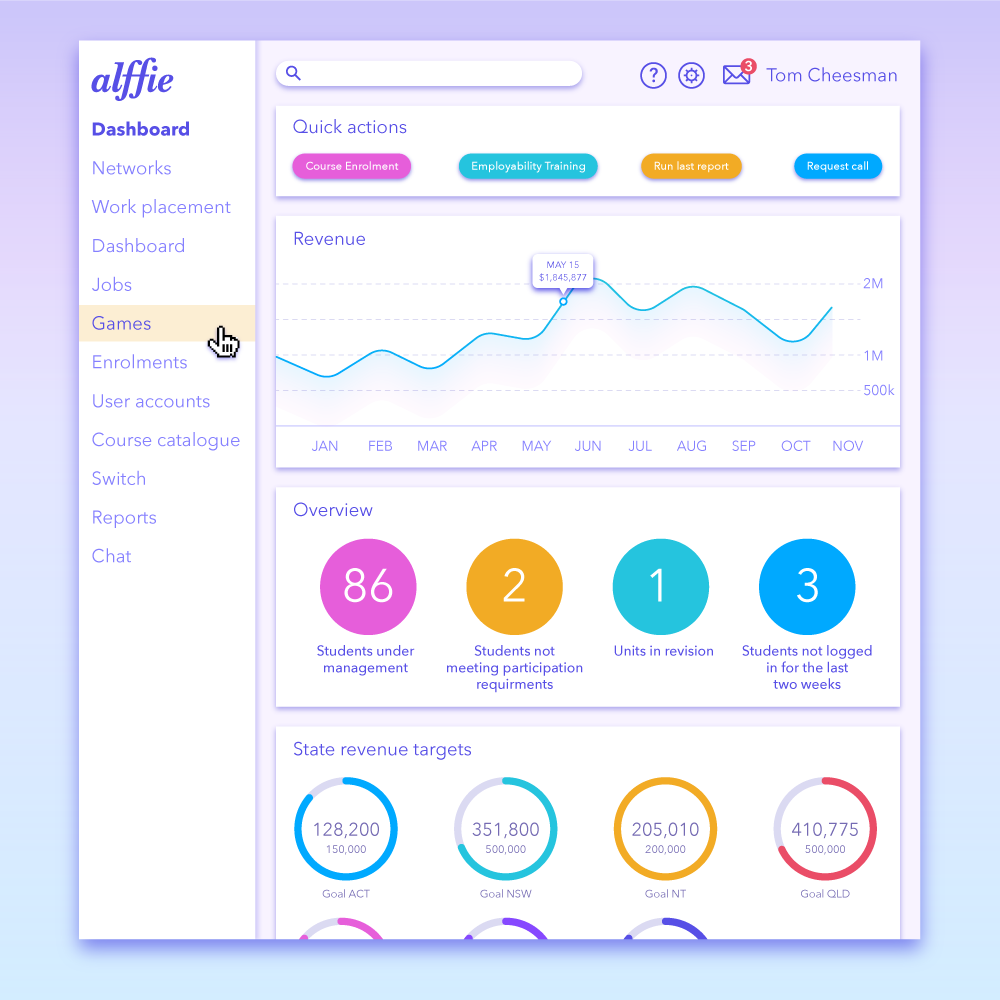 alffie
Dashboard
Networks
Work placement
Dashboard
Jobs
Games
Enrolments
User accounts
Course catalogue
Switch
Reports
Chat
?
3
Tom Cheesman
Quick actions
Course Enrolment
Employability Training
Run last report
Request call
Revenue
MAY 15
$1,845,877
2M
1M
500k
JAN FEB MAR APR MAY JUN JUL AUG SEP OCT NOV
Overview
86
Students under
management
2
Students not
meeting participation
requirments
1
Units in revision
3
Students not logged
in for the last
two weeks
State revenue targets
128,200
150,000
Goal ACT
351,800
500,000
Goal NSW
205,010
200,000
Goal NT
410,775
500,000
Goal QLD